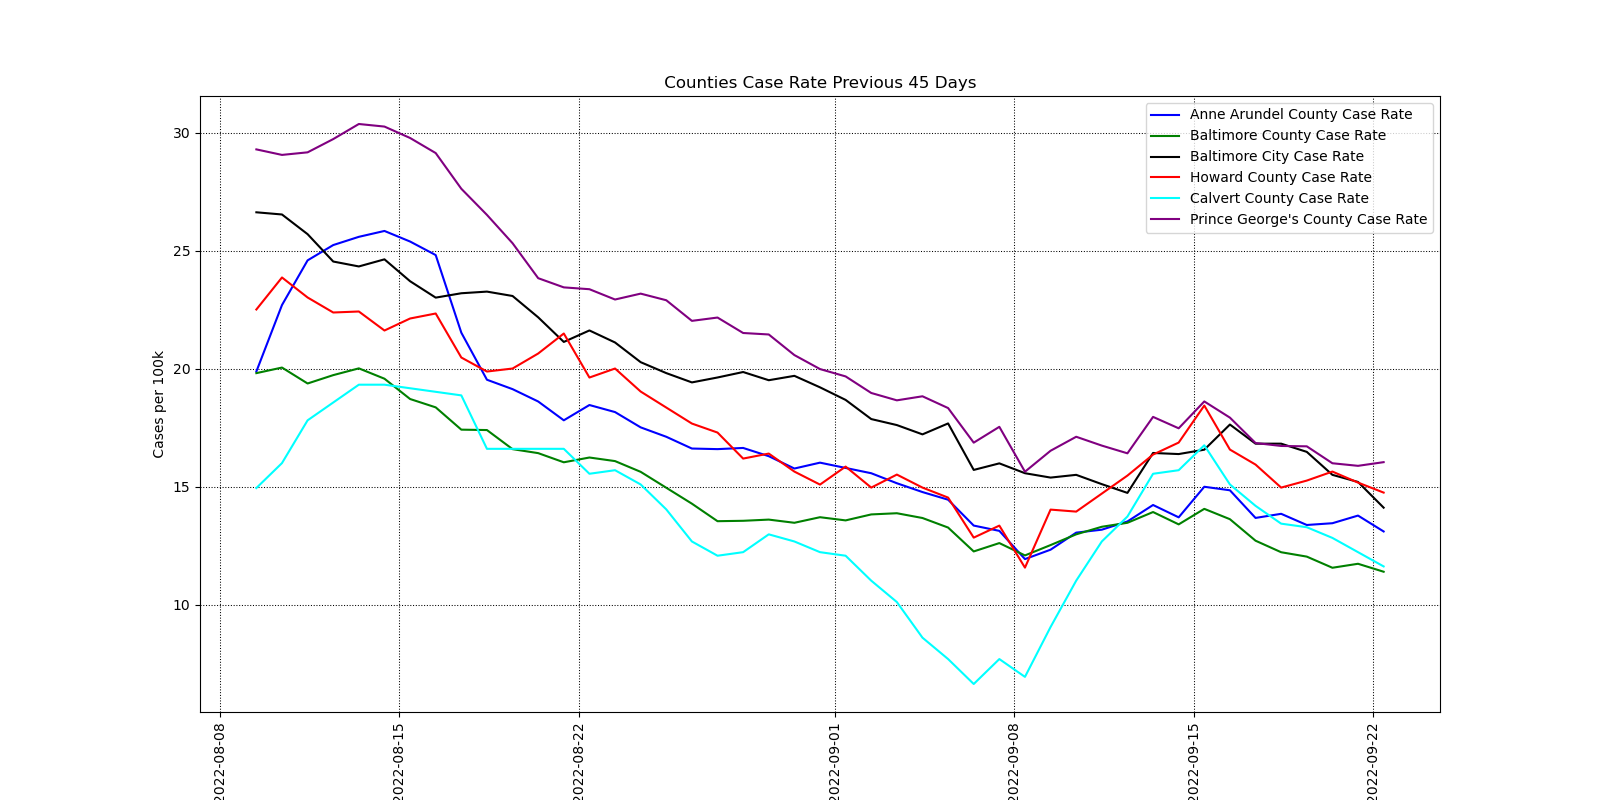 Counties Case Rate Previous 45 Days
Anne Arundel County Case Rate
Baltimore County Case Rate
Baltimore City Case Rate
Howard County Case Rate
Calvert County Case Rate
Prince George's County Case Rate
Cases per 100k
30
25
20
15
10
2022-08-08
2022-08-15
2022-08-22
2022-09-01
2022-09-08
2022-09-15
2022-09-22